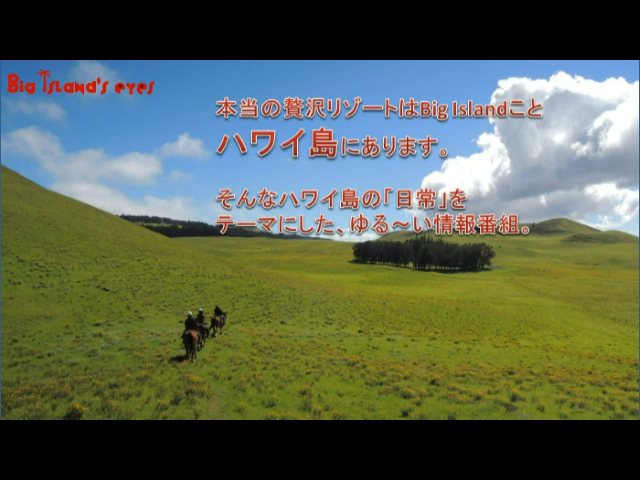 Big Island's eyes
本当の贅沢リゾートはBig Islandこと
ハワイ島にあります。
そんなハワイ島の「日常」を
テーマにした、ゆる～い情報番組。